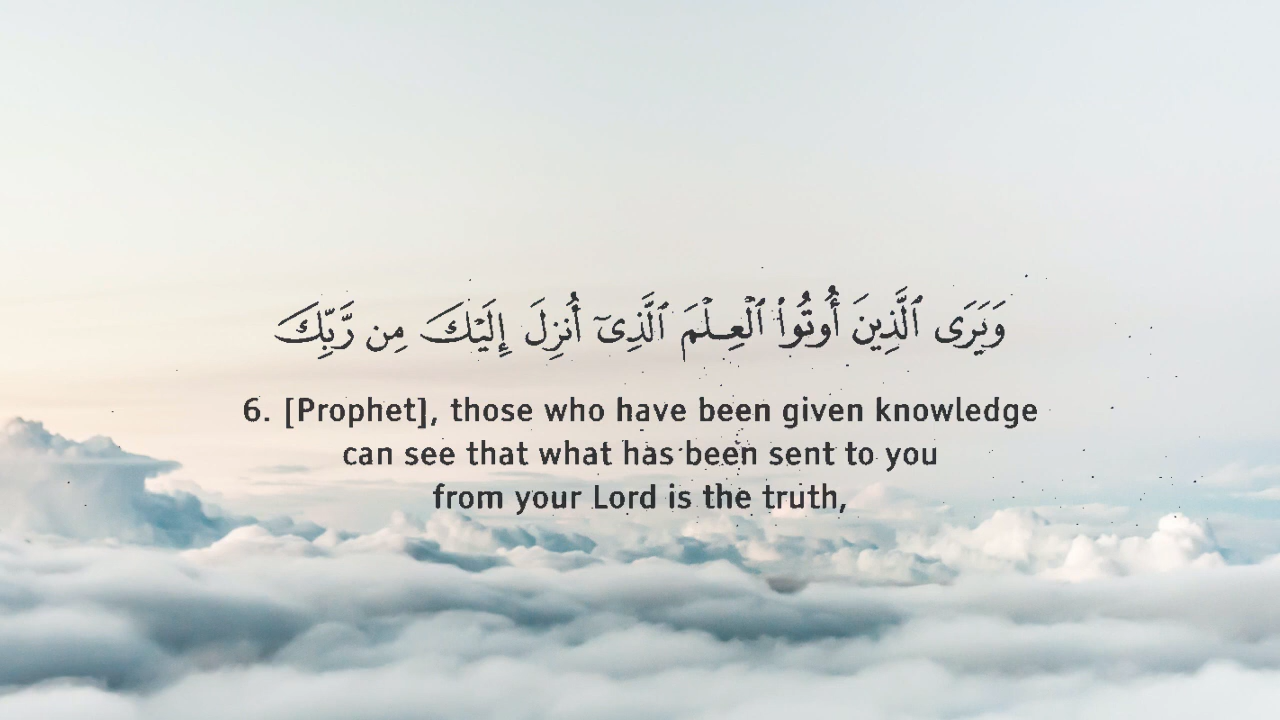 وَيَرَى ٱلَّذِينَ أُوتُوا۟ ٱلْعِلْمَ ٱلَّذِىٓ أُنزِلَ إِلَيْكَ مِن رَّبِّكَ
6. [Prophet], those who have been given knowledge
can see that what has been sent to you
from your Lord is the truth,